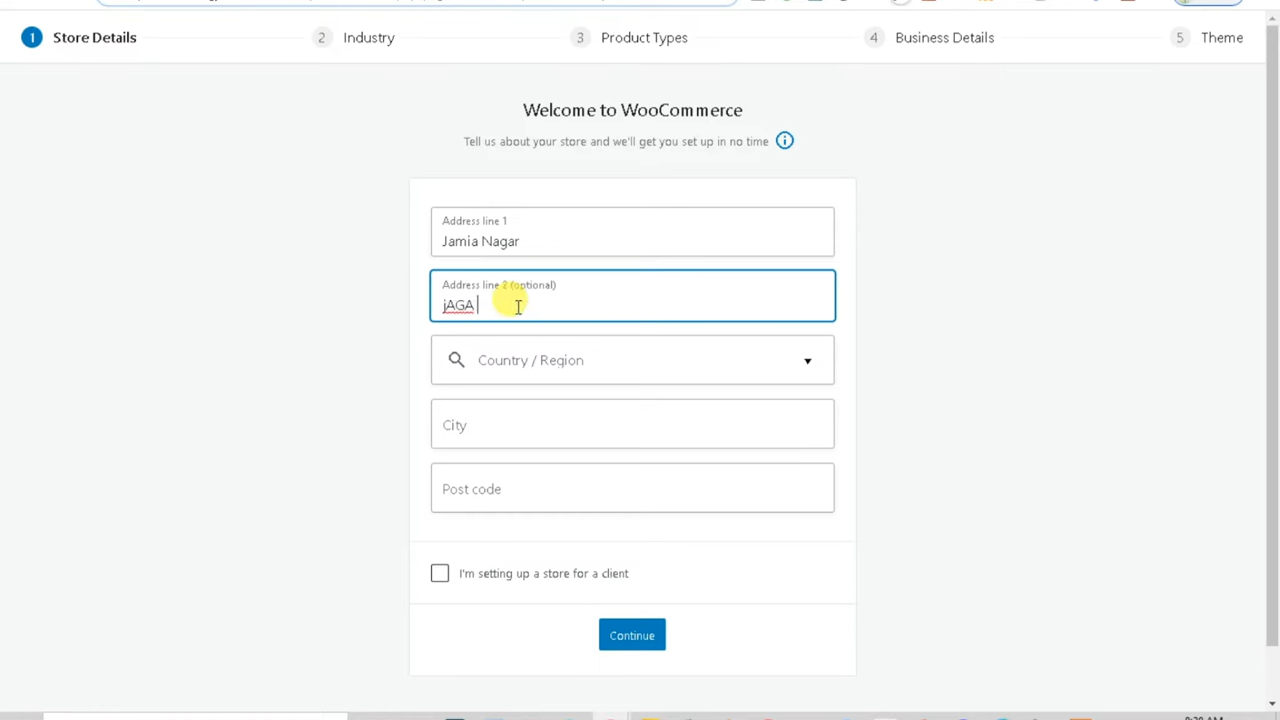 1 Store Details
2 Industry
3 Product Types
4 Business Details
5 Theme
Welcome to WooCommerce
Tell us about your store and we'll get you set up in no time
Address line 1
Jamia Nagar
Address line 2 (optional)
jAGA
Country / Region
City
Post code
I'm setting up a store for a client
Continue